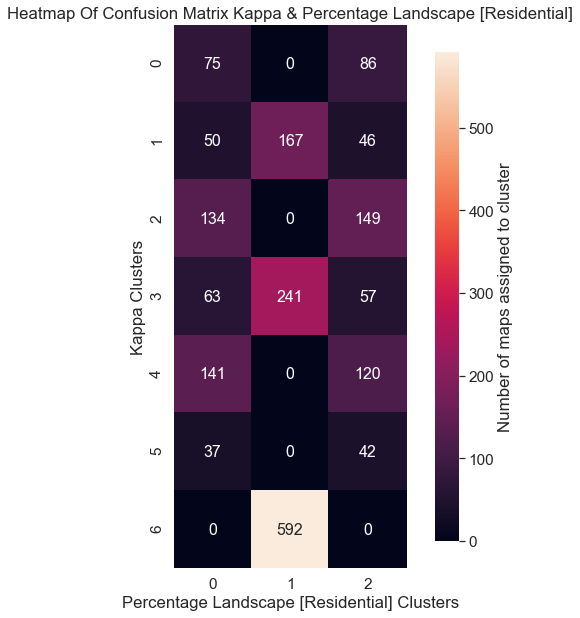 Heatmap Of Confusion Matrix Kappa & Percentage Landscape [Residential]
Kappa Clusters
0 75 0 86
1 50 167 46
2 134 0 149
3 63 241 57
4 141 0 120
5 37 0 42
6 0 592 0
0 1 2
Percentage Landscape [Residential] Clusters
500
400
300
200
100
0
Number of maps assigned to cluster